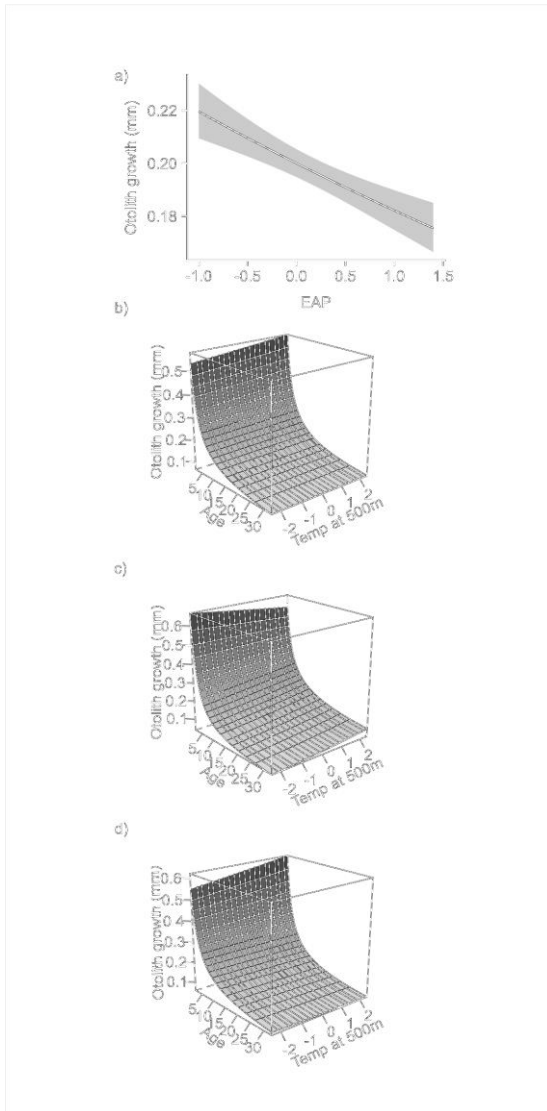 a)
Otolith growth (mm)
0.22
0.20
0.18
-1.0 -0.5 0.0 0.5 1.0 1.5
EAP
b)
Otolith growth (mm)
0.5
0.4
0.3
0.2
0.1
5 10 15 20 25 30
Age
-2 -1 0 1 2
Temp at 500m
c)
Otolith growth (mm)
0.6
0.5
0.4
0.3
0.2
0.1
5 10 15 20 25 30
Age
-2 -1 0 1 2
Temp at 500m
d)
Otolith growth (mm)
0.6
0.5
0.4
0.3
0.2
0.1
5 10 15 20 25 30
Age
-2 -1 0 1 2
Temp at 500m